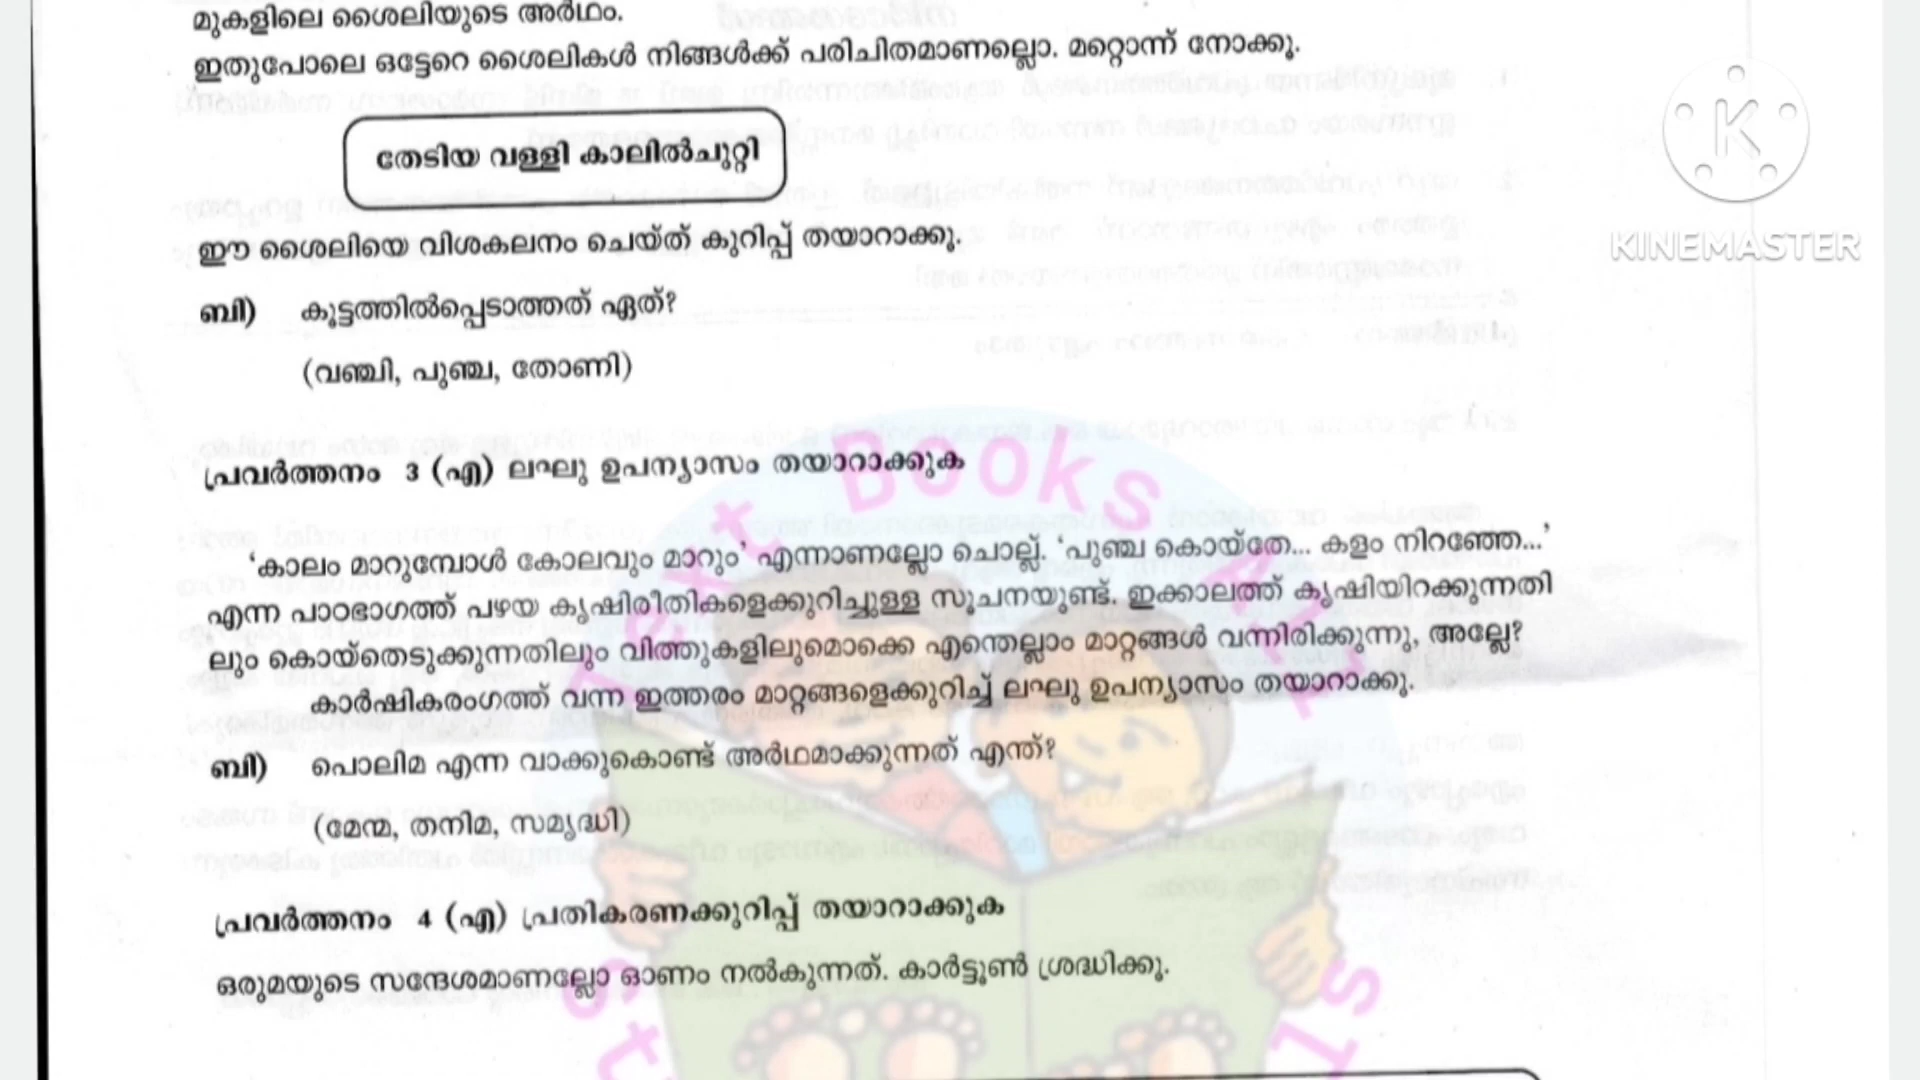 മുകളിലെ ശൈലിയുടെ അർഥം.
ഇതുപോലെ ഒട്ടേറെ ശൈലികൾ നിങ്ങൾക്ക് പരിചിതമാണല്ലൊ. മറ്റൊന്ന് നോക്കൂ.
തേടിയ വള്ളി കാലിൽചുറ്റി
ഈ ശൈലിയെ വിശകലനം ചെയ്ത് കുറിപ്പ് തയാറാക്കൂ.
ബി) കൂട്ടത്തിൽപ്പെടാത്തത് ഏത്?
(വഞ്ചി, പുഞ്ച, തോണി)
പ്രവർത്തനം 3 (എ) ലഘു ഉപന്യാസം തയാറാക്കുക
'കാലം മാറുമ്പോൾ കോലവും മാറും' എന്നാണല്ലോ ചൊല്ല്. 'പുഞ്ച കൊയ്തേ... കളം നിറഞ്ഞേ...'
എന്ന പാഠഭാഗത്ത് പഴയ കൃഷിരീതികളെക്കുറിച്ചുള്ള സൂചനയുണ്ട്. ഇക്കാലത്ത് കൃഷിയിറക്കുന്നതി
ലും കൊയ്തെടുക്കുന്നതിലും വിത്തുകളിലുമൊക്കെ എന്തെല്ലാം മാറ്റങ്ങൾ വന്നിരിക്കുന്നു, അല്ലേ?
കാർഷികരംഗത്ത് വന്ന ഇത്തരം മാറ്റങ്ങളെക്കുറിച്ച് ലഘു ഉപന്യാസം തയാറാക്കൂ.
ബി) പൊലിമ എന്ന വാക്കുകൊണ്ട് അർഥമാക്കുന്നത് എന്ത്?
(മേന്മ, തനിമ, സമൃദ്ധി)
പ്രവർത്തനം 4 (എ) പ്രതികരണക്കുറിപ്പ് തയാറാക്കുക
ഒരുമയുടെ സന്ദേശമാണല്ലോ ഓണം നൽകുന്നത്. കാർട്ടൂൺ ശ്രദ്ധിക്കൂ.
K
KINEMASTER
Text Books All